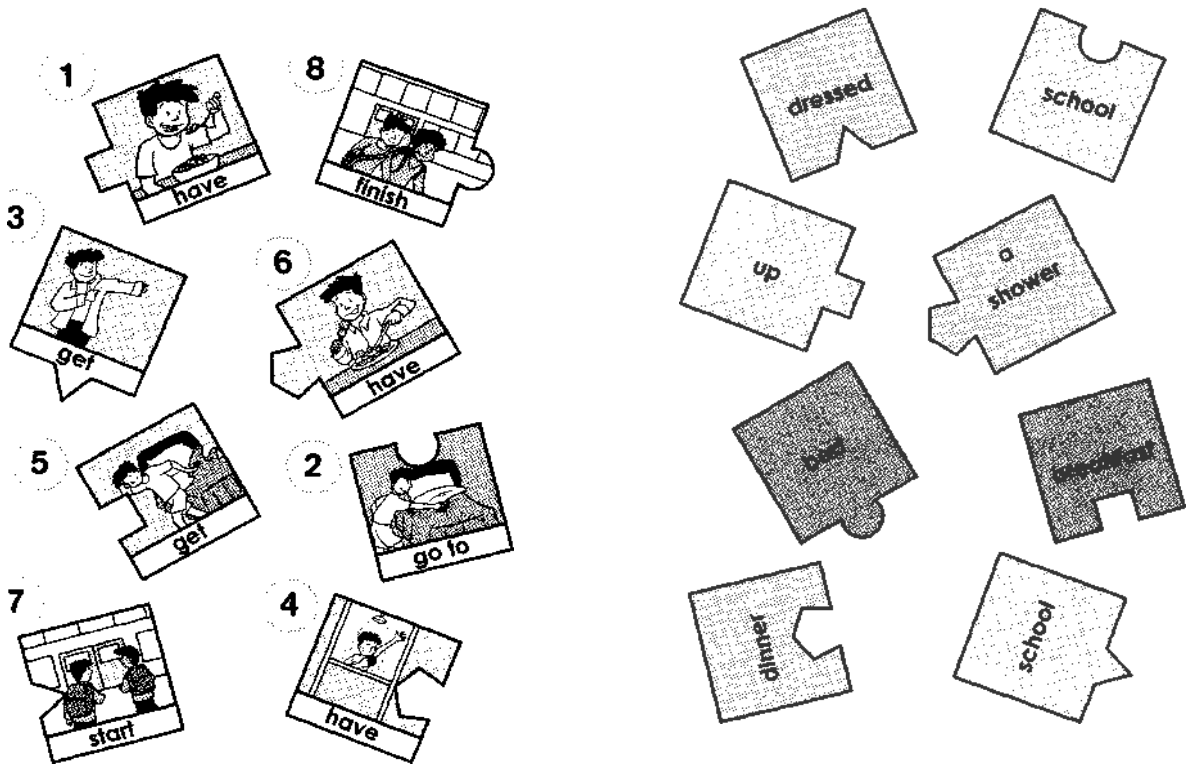 1
have
8
finish
3
get
6
have
5
get
2
go to
7
start
4
have
dressed
school
up
a
shower
bed
breakfast
dinner
school